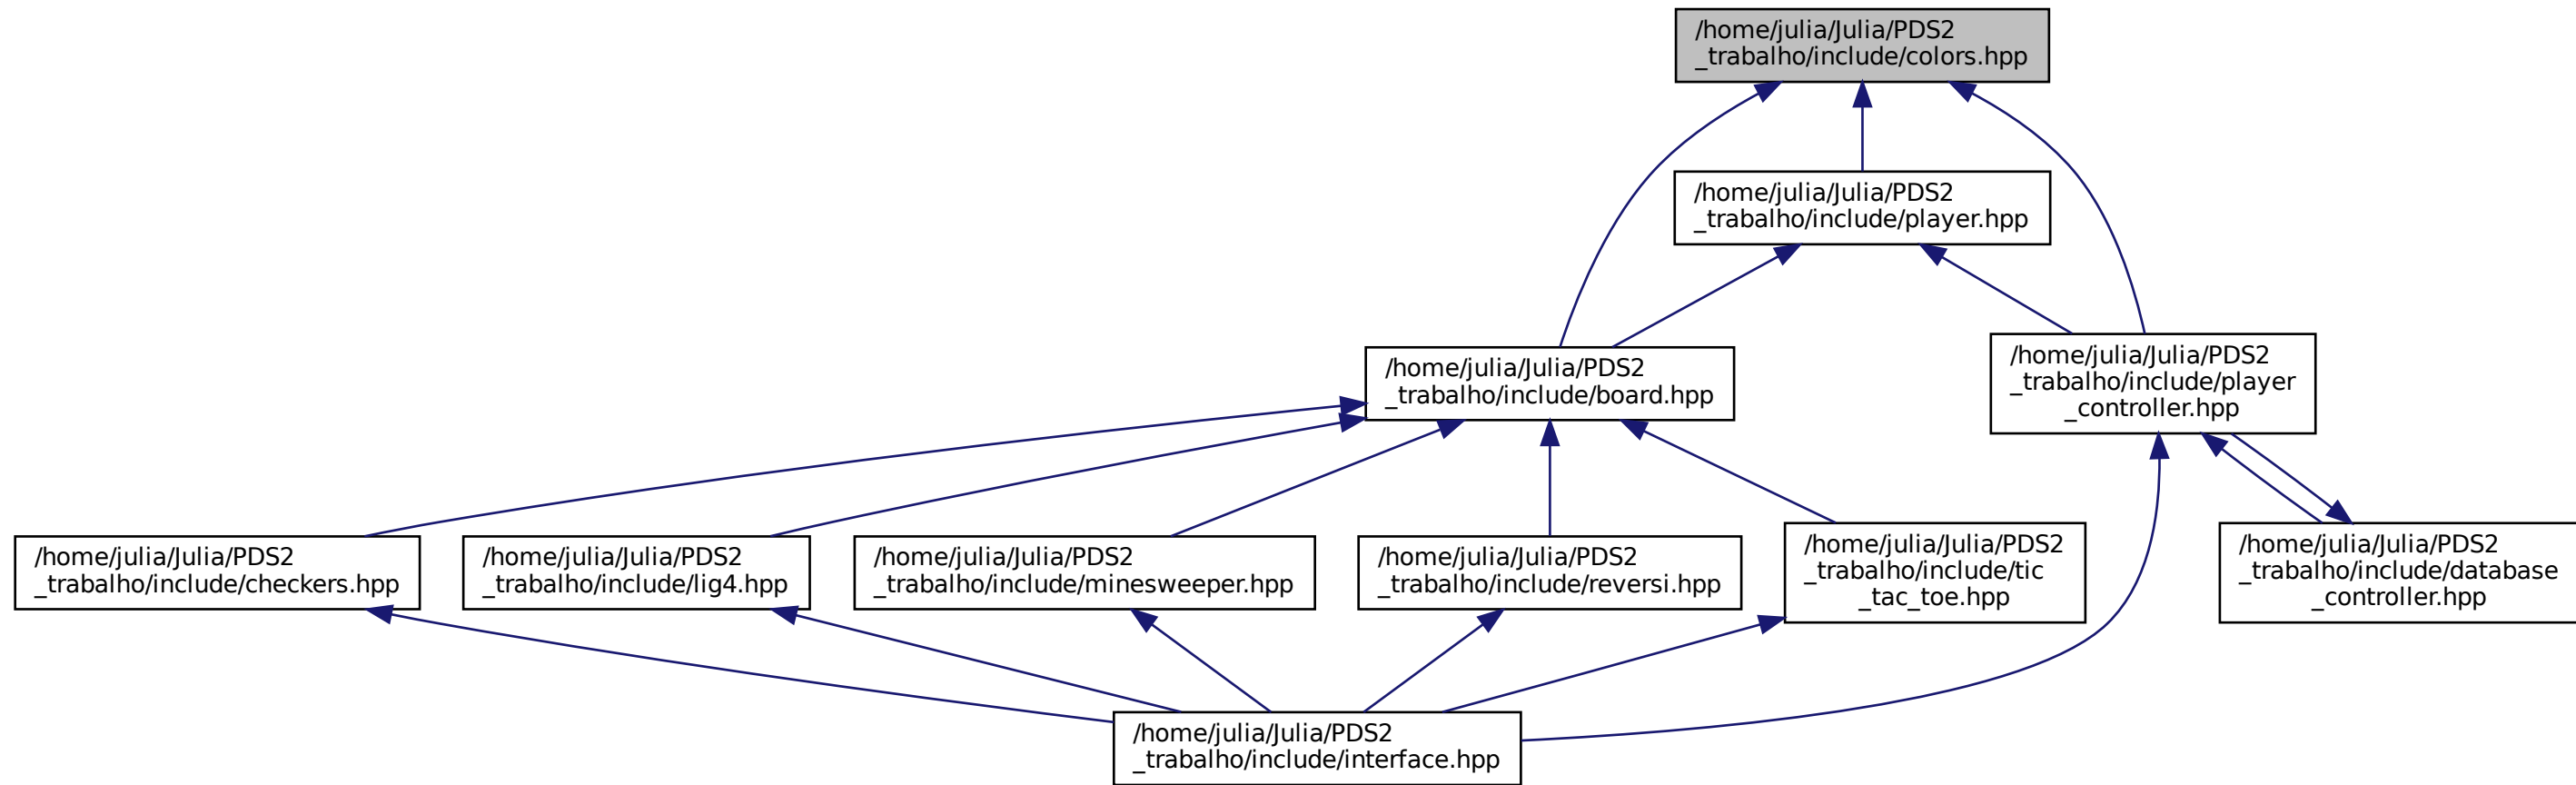 /home/julia/Julia/PDS2
_trabalho/include/colors.hpp
/home/julia/Julia/PDS2
_trabalho/include/player.hpp
/home/julia/Julia/PDS2
_trabalho/include/board.hpp
/home/julia/Julia/PDS2
_trabalho/include/player
_controller.hpp
/home/julia/Julia/PDS2
_trabalho/include/checkers.hpp
/home/julia/Julia/PDS2
_trabalho/include/lig4.hpp
/home/julia/Julia/PDS2
_trabalho/include/minesweeper.hpp
/home/julia/Julia/PDS2
_trabalho/include/reversi.hpp
/home/julia/Julia/PDS2
_trabalho/include/tic
_tac_toe.hpp
/home/julia/Julia/PDS2
_trabalho/include/database
_controller.hpp
/home/julia/Julia/PDS2
_trabalho/include/interface.hpp